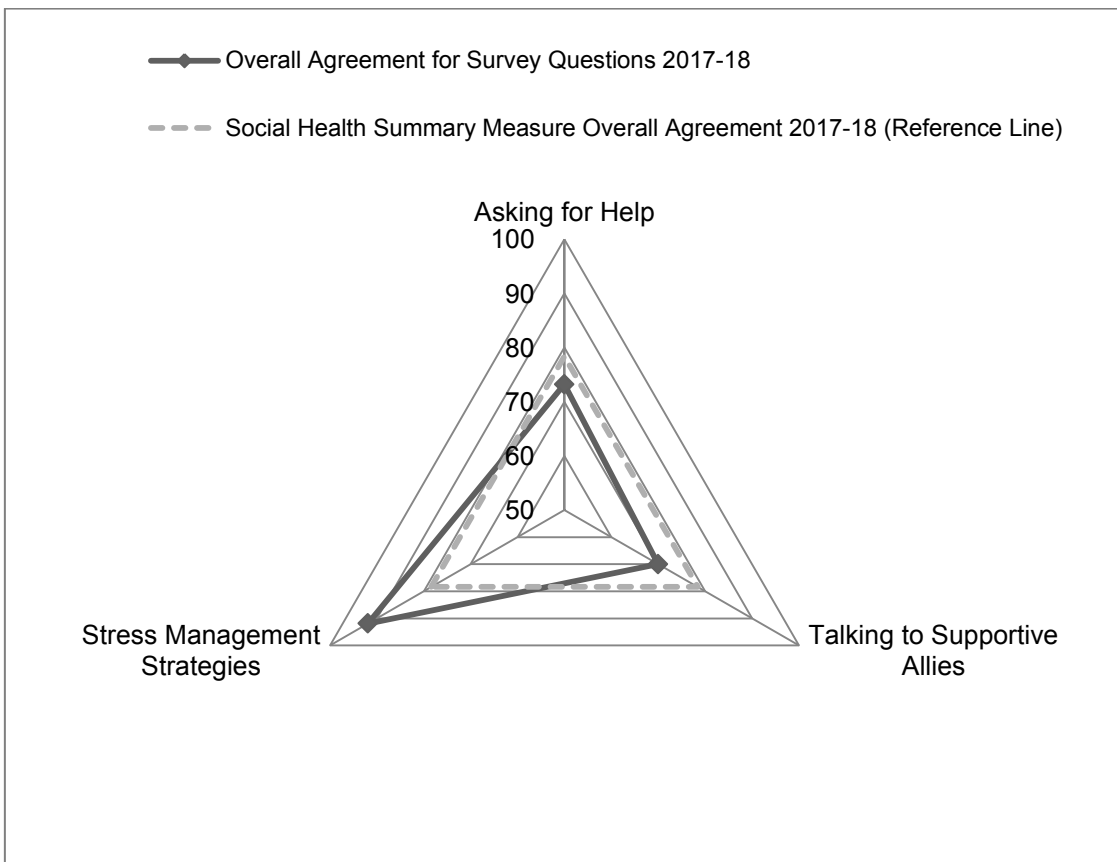 Overall Agreement for Survey Questions 2017-18
Social Health Summary Measure Overall Agreement 2017-18 (Reference Line)
Asking for Help
100
90
80
70
60
50
Stress Management
Strategies
Talking to Supportive
Allies